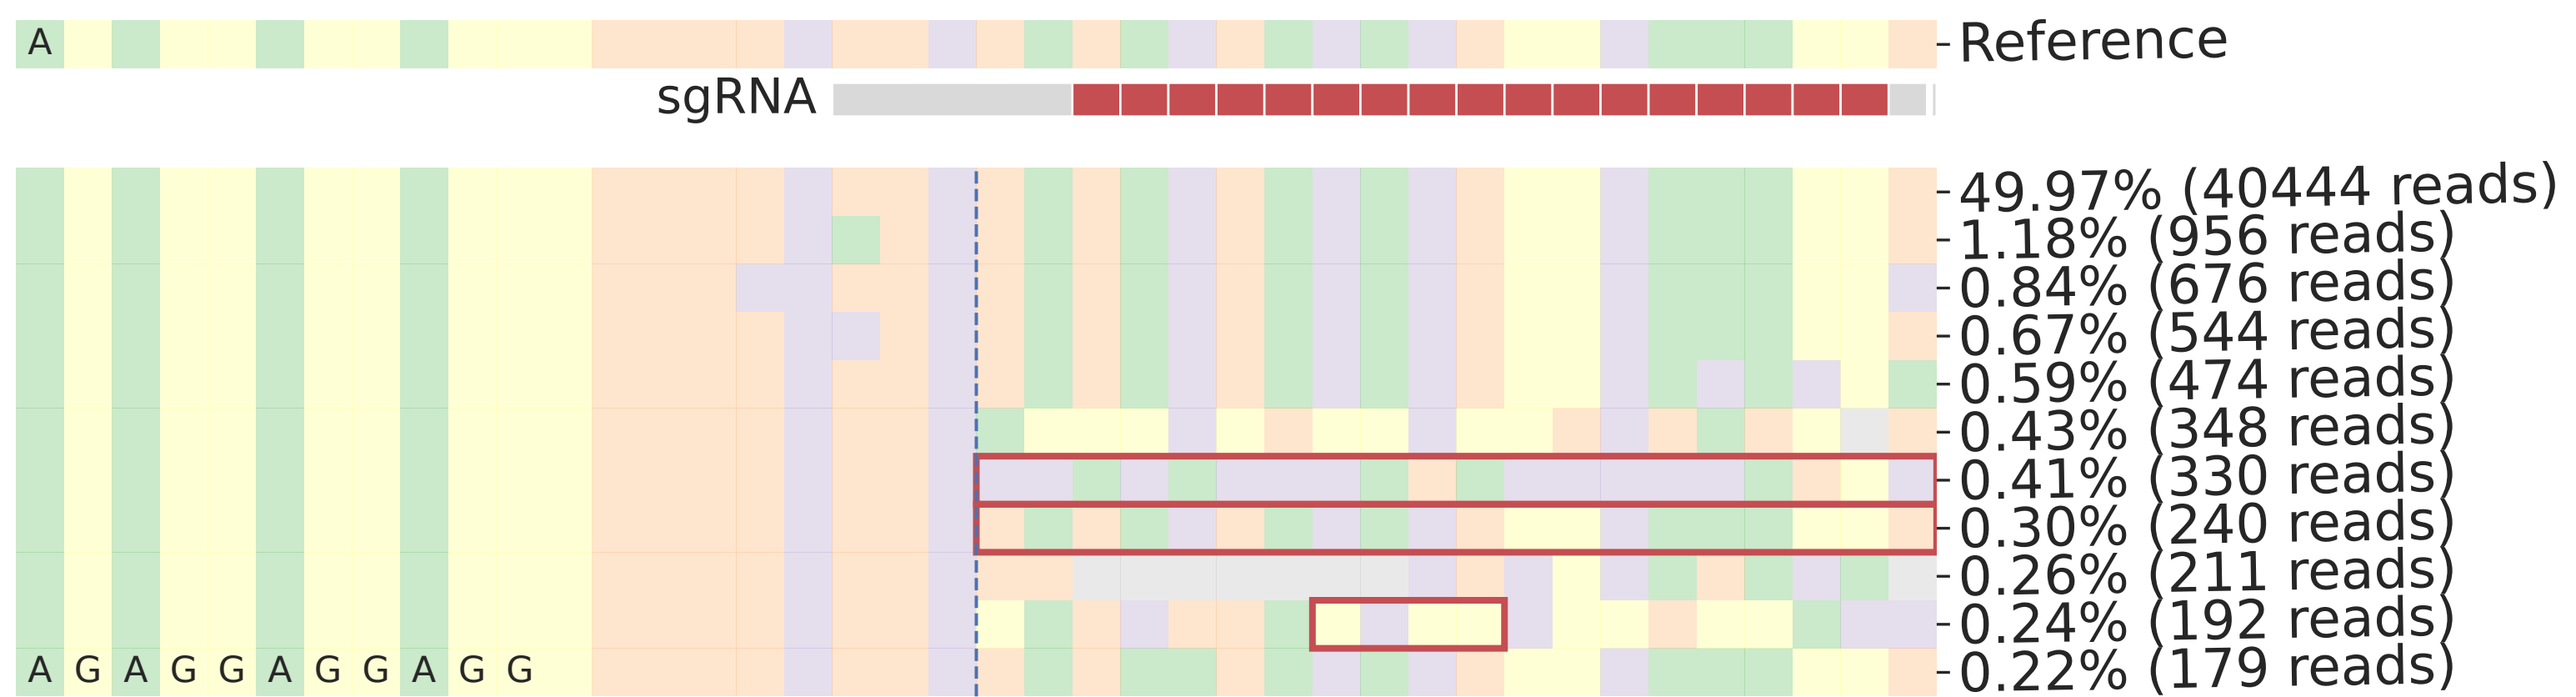 A Reference
sgRNA
49.97% (40444 reads)
1.18% (956 reads)
0.84% (676 reads)
0.67% (544 reads)
0.59% (474 reads)
0.43% (348 reads)
0.41% (330 reads)
0.30% (240 reads)
0.26% (211 reads)
0.24% (192 reads)
A G A G G A G G A G G 0.22% (179 reads)